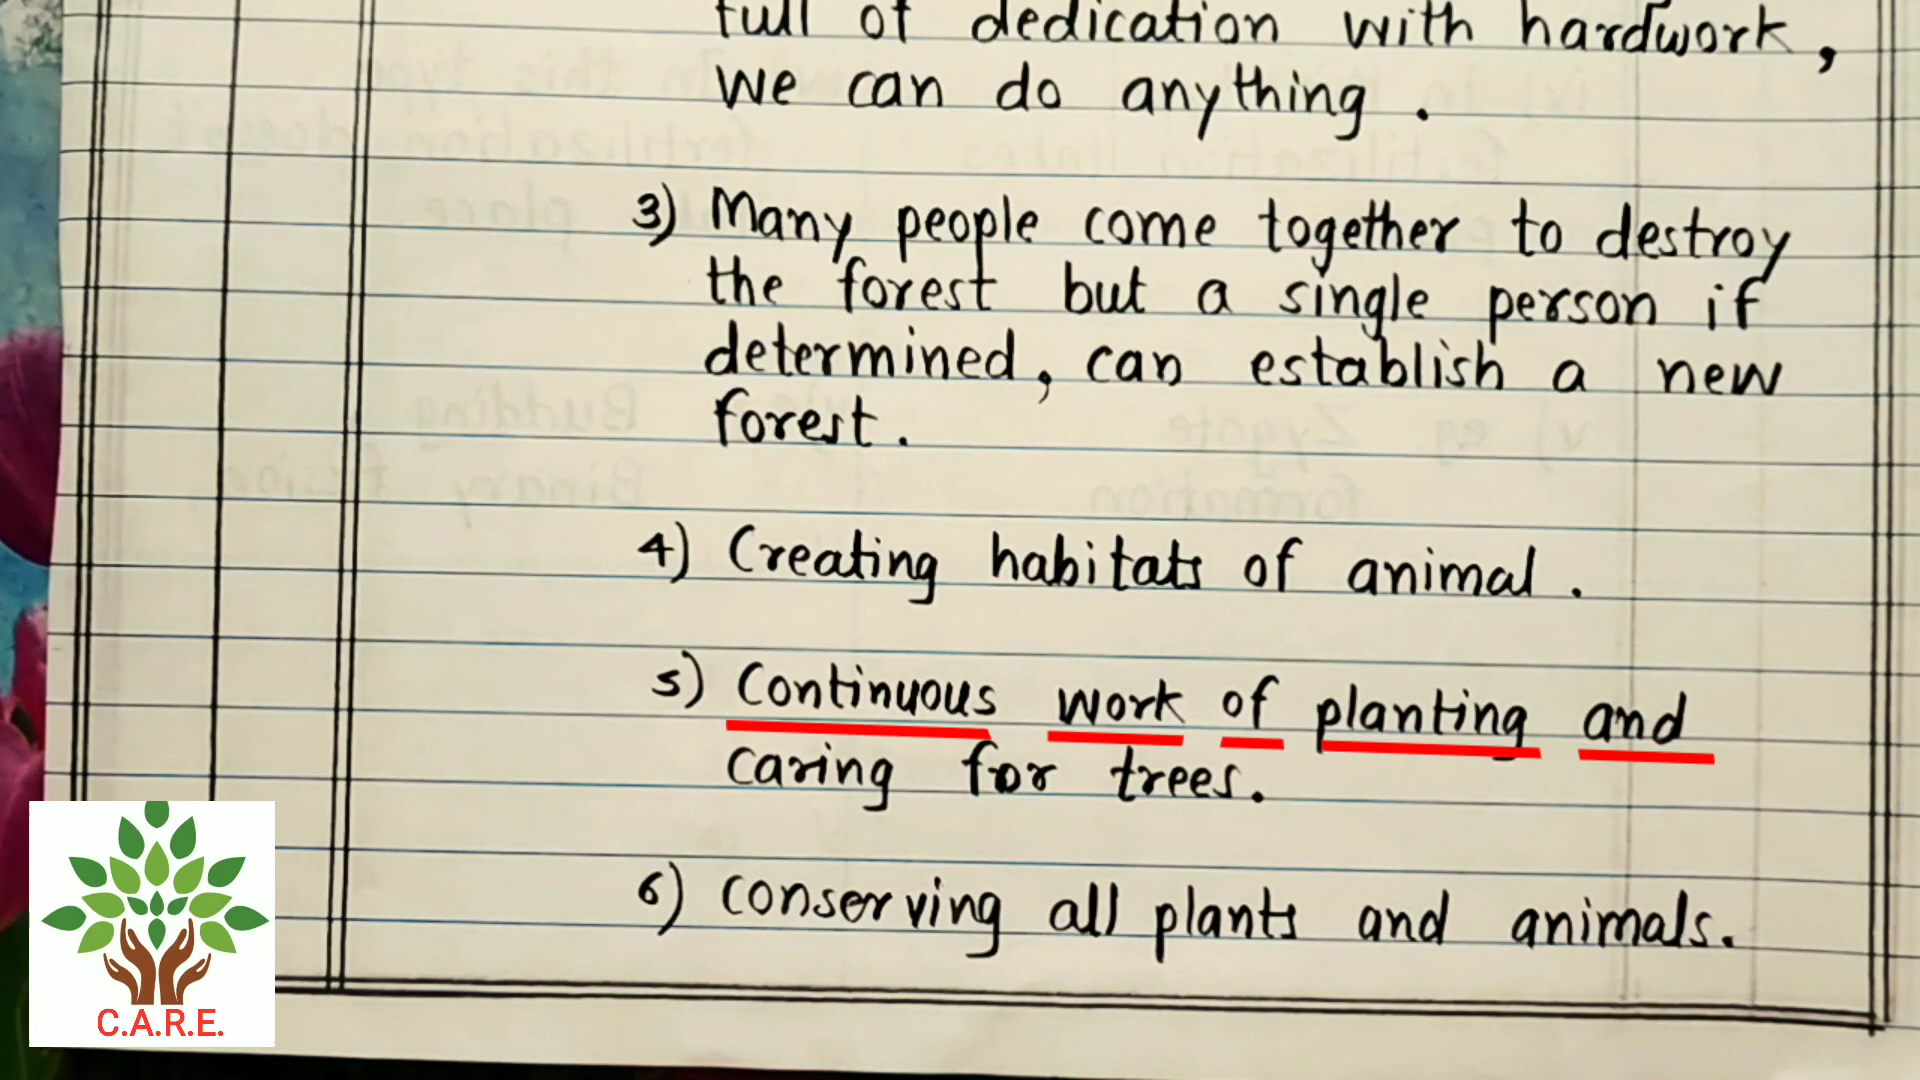 full of dedication with hardwork,
we can do anything.
3) Many people come together to destroy
the forest but a single person if
determined, can establish a new
forest.
4) Creating habitats of animal.
5) Continuous work of planting and
caring for trees.
6) Conserving all plants and animals.
C.A.R.E.